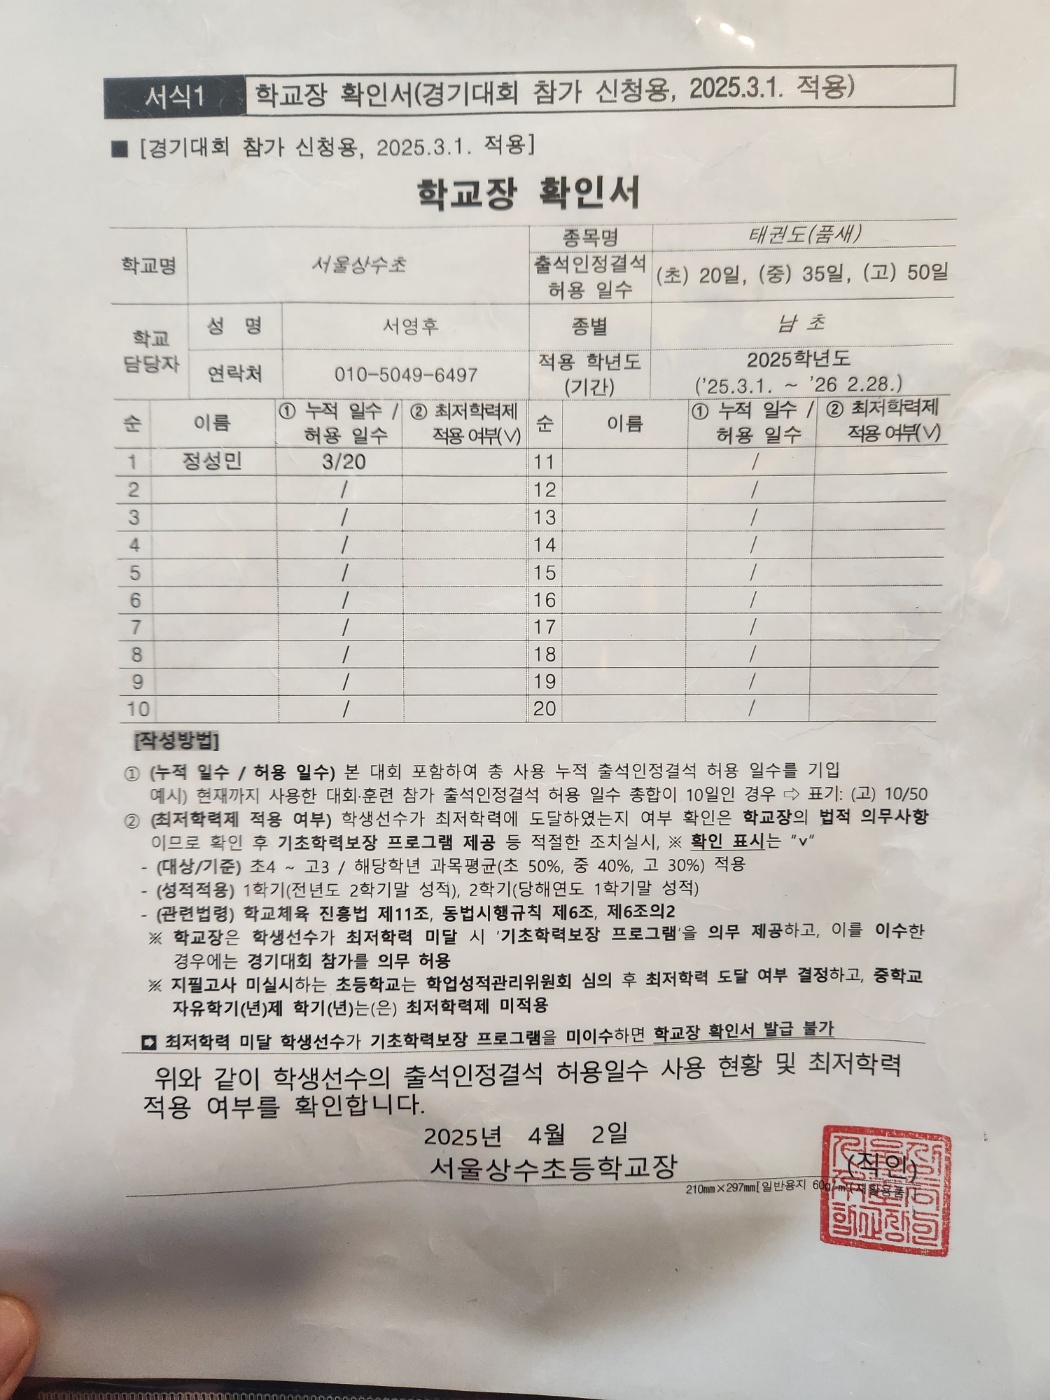 서식1 학교장 확인서(경기대회 참가 신청용, 2025.3.1. 적용)
■ [경기대회 참가 신청용, 2025.3.1. 적용]
학교장 확인서
학교명 서울상수초 종목명 태권도(품새)
출석인정결석 허용 일수 (초) 20일, (중) 35일, (고) 50일
학교 담당자 성 명 서영후 종별 남 초
연락처 010-5049-6497 적용 학년도 (기간) 2025학년도 ('25.3.1. ~ '26 2.28.)
순 이름 ① 누적 일수 / 허용 일수 ② 최저학력제 적용 여부(∨) 순 이름 ① 누적 일수 / 허용 일수 ② 최저학력제 적용 여부(∨)
1 정성민 3/20 11 /
2 / 12 /
3 / 13 /
4 / 14 /
5 / 15 /
6 / 16 /
7 / 17 /
8 / 18 /
9 / 19 /
10 / 20 /
[작성방법]
① (누적 일수 / 허용 일수) 본 대회 포함하여 총 사용 누적 출석인정결석 허용 일수를 기입
예시) 현재까지 사용한 대회·훈련 참가 출석인정결석 허용 일수 총합이 10일인 경우 ⇨ 표기: (고) 10/50
② (최저학력제 적용 여부) 학생선수가 최저학력에 도달하였는지 여부 확인은 학교장의 법적 의무사항
이므로 확인 후 기초학력보장 프로그램 제공 등 적절한 조치실시, ※ 확인 표시는 "∨"
- (대상/기준) 초4 ~ 고3 / 해당학년 과목평균(초 50%, 중 40%, 고 30%) 적용
- (성적적용) 1학기(전년도 2학기말 성적), 2학기(당해연도 1학기말 성적)
- (관련법령) 학교체육 진흥법 제11조, 동법시행규칙 제6조, 제6조의2
※ 학교장은 학생선수가 최저학력 미달 시 '기초학력보장 프로그램'을 의무 제공하고, 이를 이수한
경우에는 경기대회 참가를 의무 허용
※ 지필고사 미실시하는 초등학교는 학업성적관리위원회 심의 후 최저학력 도달 여부 결정하고, 중학교
자유학기(년)제 학기(년)는(은) 최저학력제 미적용
최저학력 미달 학생선수가 기초학력보장 프로그램을 미이수하면 학교장 확인서 발급 불가
위와 같이 학생선수의 출석인정결석 허용일수 사용 현황 및 최저학력
적용 여부를 확인합니다.
2025년 4월 2일
서울상수초등학교장 (직인)
210㎜×297㎜[일반용지 60g/㎡(재활용품)]